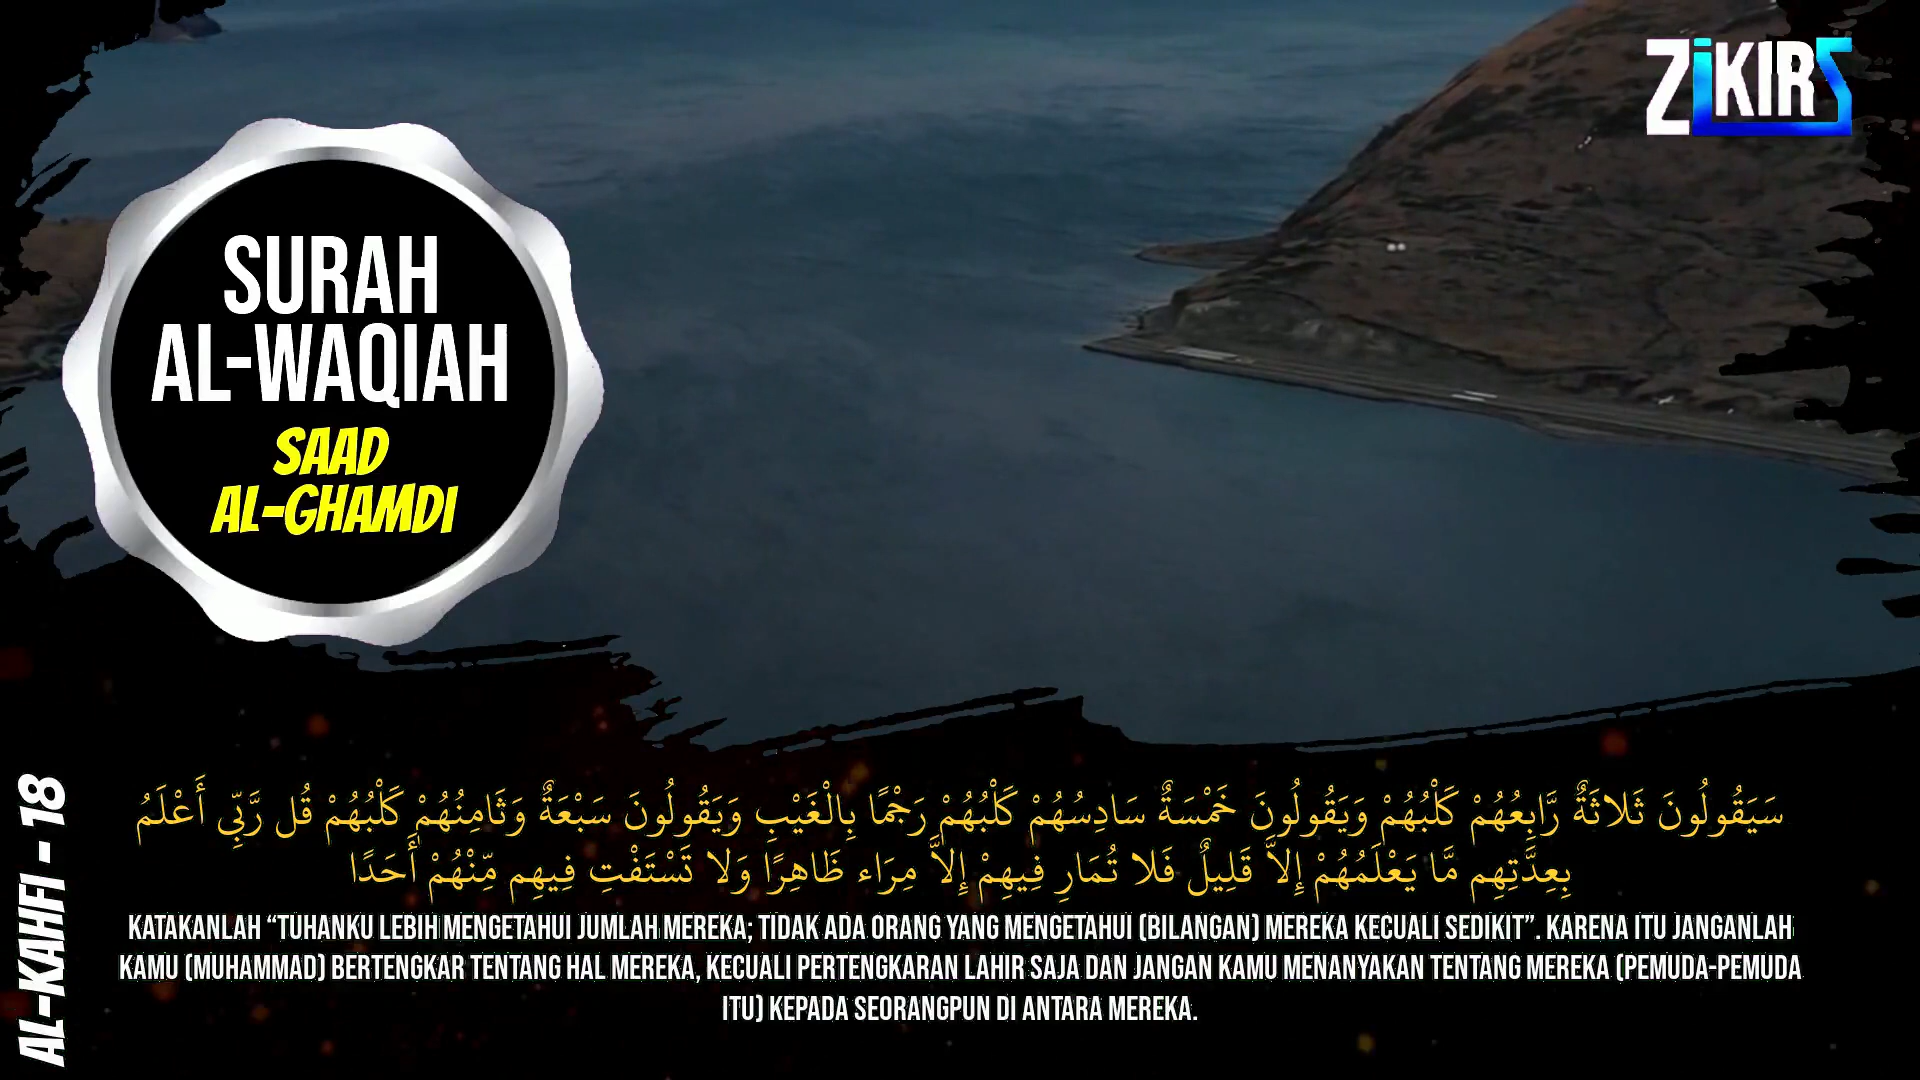 ZiKIRS
SURAH
AL-WAQIAH
SAAD
AL-GHAMDI
AL-KAHFI - 18
سَيَقُولُونَ ثَلاثَةٌ رَّابِعُهُمْ كَلْبُهُمْ وَيَقُولُونَ خَمْسَةٌ سَادِسُهُمْ كَلْبُهُمْ رَجْمًا بِالْغَيْبِ وَيَقُولُونَ سَبْعَةٌ وَثَامِنُهُمْ كَلْبُهُمْ قُل رَّبِّي أَعْلَمُ
بِعِدَّتِهِم مَّا يَعْلَمُهُمْ إِلاَّ قَلِيلٌ فَلا تُمَارِ فِيهِمْ إِلاَّ مِرَاء ظَاهِرًا وَلا تَسْتَفْتِ فِيهِم مِّنْهُمْ أَحَدًا
KATAKANLAH “TUHANKU LEBIH MENGETAHUI JUMLAH MEREKA; TIDAK ADA ORANG YANG MENGETAHUI (BILANGAN) MEREKA KECUALI SEDIKIT”. KARENA ITU JANGANLAH
KAMU (MUHAMMAD) BERTENGKAR TENTANG HAL MEREKA, KECUALI PERTENGKARAN LAHIR SAJA DAN JANGAN KAMU MENANYAKAN TENTANG MEREKA (PEMUDA-PEMUDA
ITU) KEPADA SEORANGPUN DI ANTARA MEREKA.